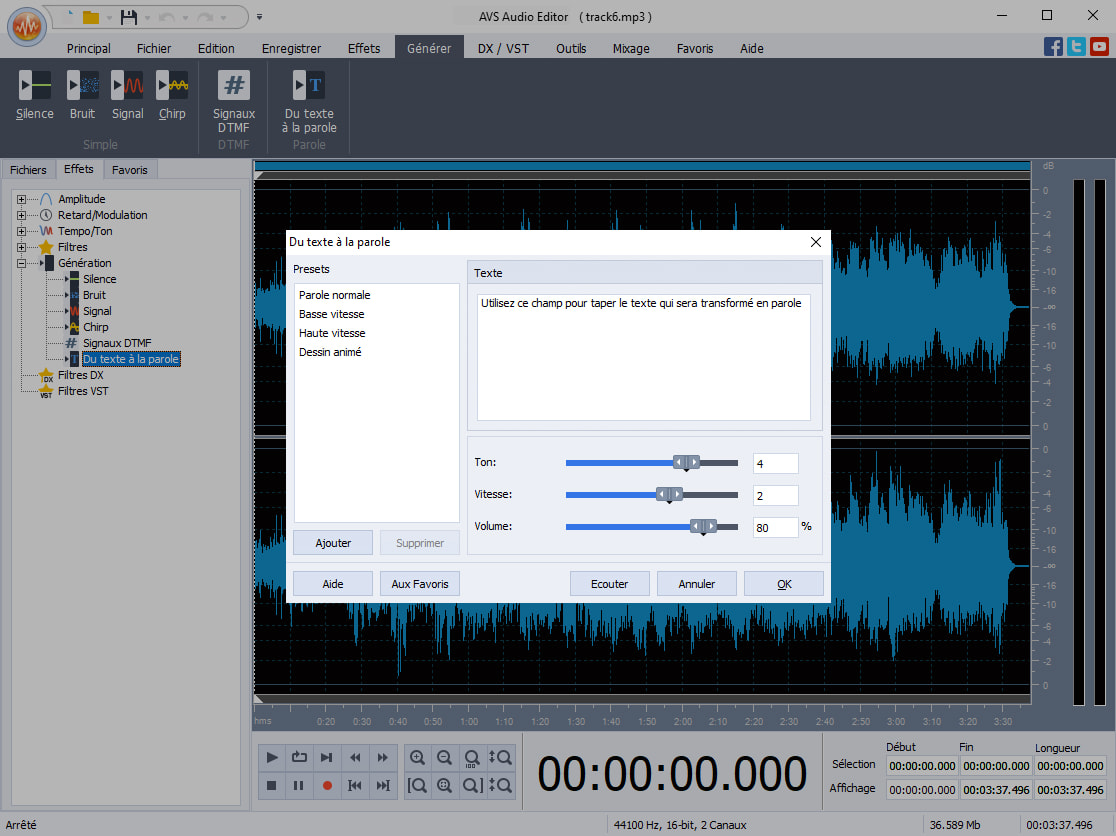 AVS Audio Editor ( track6.mp3 )
Principal Fichier Edition Enregistrer Effets Générer DX / VST Outils Mixage Favoris Aide
Silence Bruit Signal Chirp
Simple
# Signaux DTMF
DTMF
T Du texte à la parole
Parole
Fichiers Effets Favoris
Amplitude
Retard/Modulation
Tempo/Ton
Filtres
Génération
Silence
Bruit
Signal
Chirp
# Signaux DTMF
T Du texte à la parole
DX Filtres DX
VST Filtres VST
Du texte à la parole
Presets
Parole normale
Basse vitesse
Haute vitesse
Dessin animé
Ajouter Supprimer
Texte
Utilisez ce champ pour taper le texte qui sera transformé en parole
Ton: 4
Vitesse: 2
Volume: 80 %
Aide Aux Favoris Ecouter Annuler OK
dB
0
-2
-4
-6
-10
-16
-∞
-16
-10
-6
-4
-2
0
0
-2
-4
-6
-10
-16
-∞
-16
-10
-6
-4
-2
0
hms 0:20 0:30 0:40 0:50 1:00 1:10 1:20 1:30 1:40 1:50 2:00 2:10 2:20 2:30 2:40 2:50 3:00 3:10 3:20 3:30
100
00:00:00.000
Début Fin Longueur
Sélection 00:00:00.000 00:00:00.000 00:00:00.000
Affichage 00:00:00.000 00:03:37.496 00:03:37.496
Arrêté 44100 Hz, 16-bit, 2 Canaux 36.589 Mb 00:03:37.496